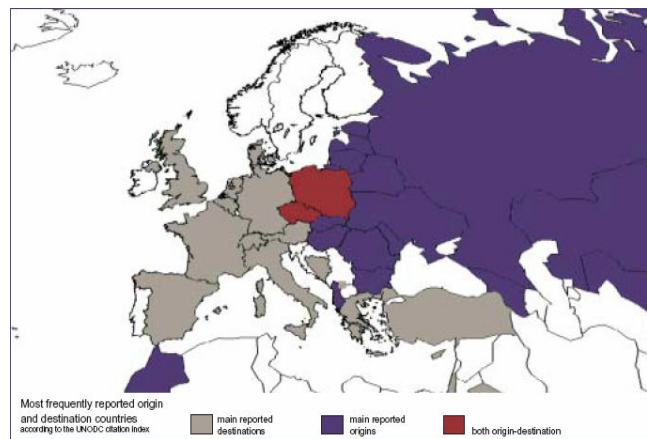 Most frequently reported origin
and destination countries
according to the UNODC citation index
main reported
destinations
main reported
origins
both origin-destination